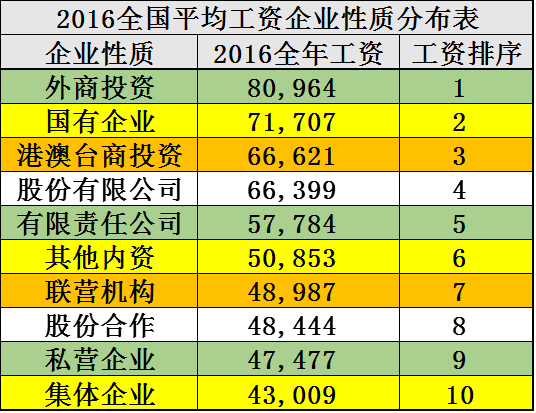 2016全国平均工资企业性质分布表
企业性质 2016全年工资 工资排序
外商投资 80,964 1
国有企业 71,707 2
港澳台商投资 66,621 3
股份有限公司 66,399 4
有限责任公司 57,784 5
其他内资 50,853 6
联营机构 48,987 7
股份合作 48,444 8
私营企业 47,477 9
集体企业 43,009 10